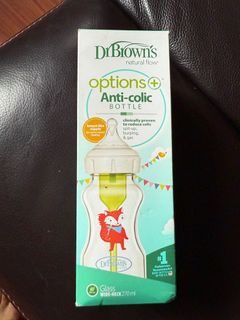 DR BROWN'S
natural flow
options+
Anti-colic
BOTTLE
clinically proven
to reduce colic
spit-up,
burping,
& gas
DR BROWN'S
#1
Glass
WIDE-NECK 270 ml